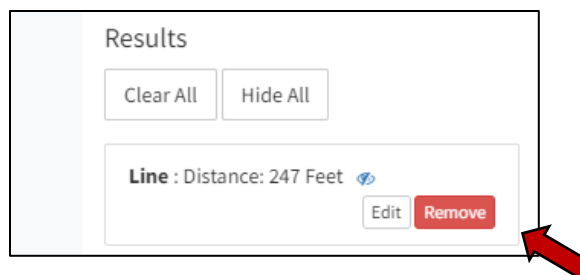 Results
Clear All Hide All
Line : Distance: 247 Feet
Edit Remove